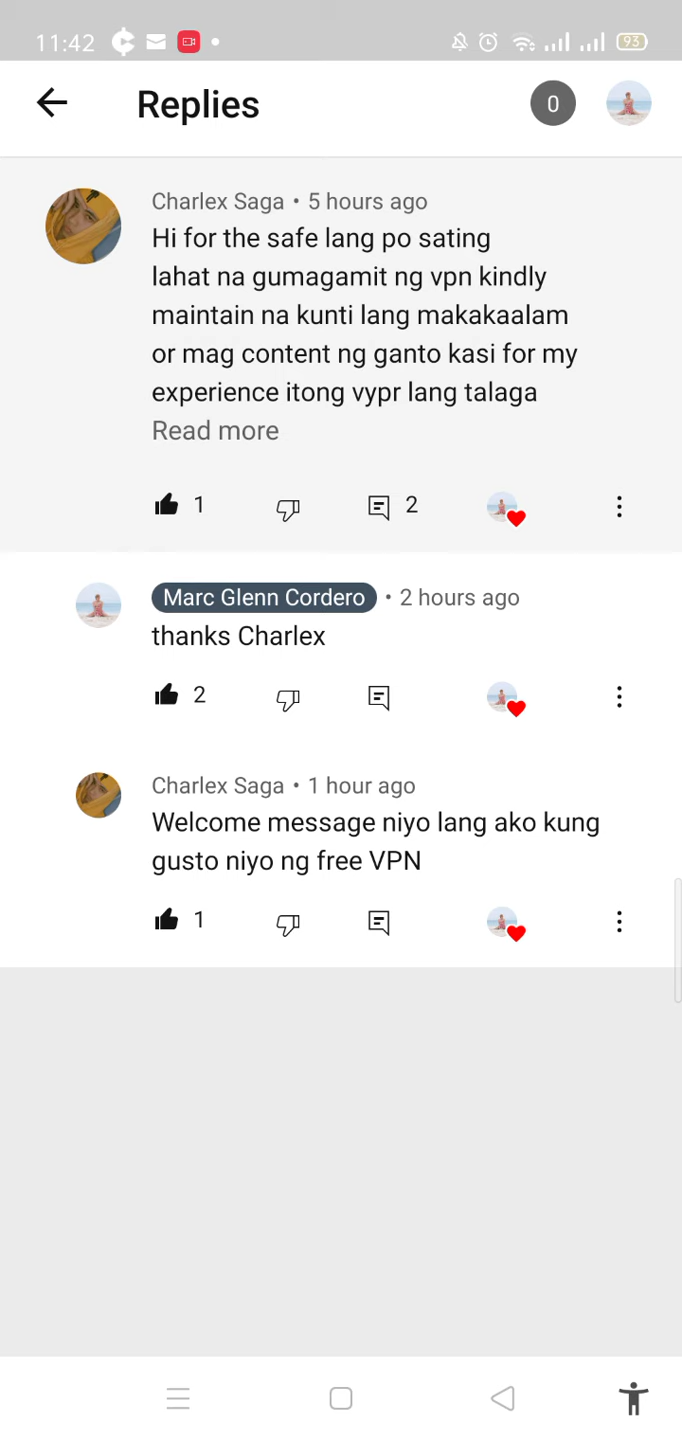 11:42
93
Replies
0
Charlex Saga • 5 hours ago
Hi for the safe lang po sating
lahat na gumagamit ng vpn kindly
maintain na kunti lang makakaalam
or mag content ng ganto kasi for my
experience itong vypr lang talaga
Read more
1
2
Marc Glenn Cordero • 2 hours ago
thanks Charlex
2
Charlex Saga • 1 hour ago
Welcome message niyo lang ako kung
gusto niyo ng free VPN
1